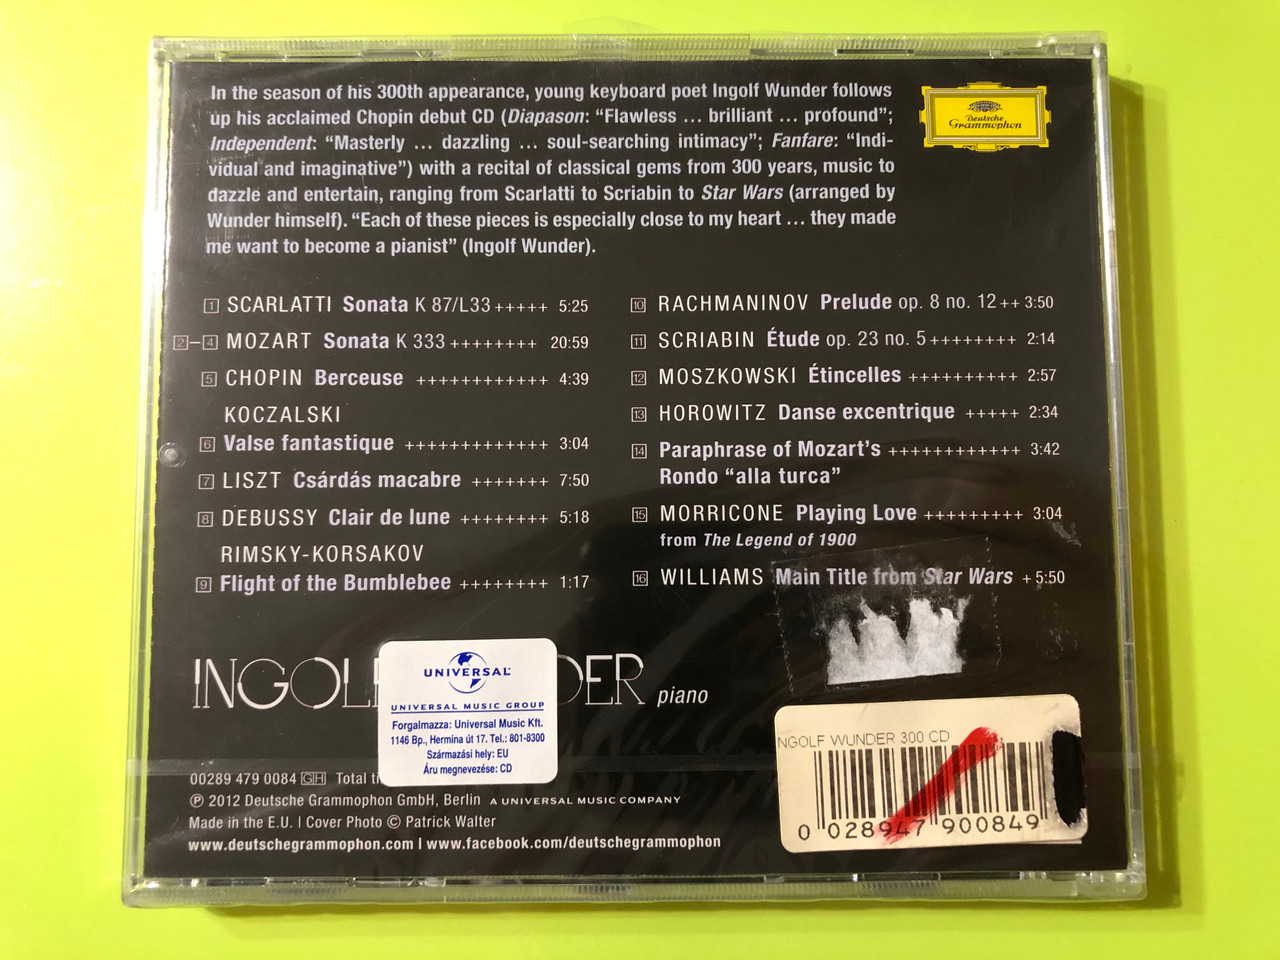 In the season of his 300th appearance, young keyboard poet Ingolf Wunder follows
up his acclaimed Chopin debut CD (Diapason: “Flawless ... brilliant ... profound”;
Independent: “Masterly ... dazzling ... soul-searching intimacy”; Fanfare: “Indi-
vidual and imaginative”) with a recital of classical gems from 300 years, music to
dazzle and entertain, ranging from Scarlatti to Scriabin to Star Wars (arranged by
Wunder himself). “Each of these pieces is especially close to my heart ... they made
me want to become a pianist” (Ingolf Wunder).
Deutsche
Grammophon
1 SCARLATTI Sonata K 87/L33 +++++ 5:25
2–4 MOZART Sonata K 333 ++++++++ 20:59
5 CHOPIN Berceuse ++++++++++++ 4:39
KOCZALSKI
6 Valse fantastique +++++++++++++ 3:04
7 LISZT Csárdás macabre +++++++ 7:50
8 DEBUSSY Clair de lune ++++++++ 5:18
RIMSKY-KORSAKOV
9 Flight of the Bumblebee ++++++++ 1:17
10 RACHMANINOV Prelude op. 8 no. 12 ++ 3:50
11 SCRIABIN Étude op. 23 no. 5 ++++++++ 2:14
12 MOSZKOWSKI Étincelles ++++++++++ 2:57
13 HOROWITZ Danse excentrique +++++ 2:34
14 Paraphrase of Mozart’s ++++++++++++ 3:42
Rondo “alla turca”
15 MORRICONE Playing Love +++++++++ 3:04
from The Legend of 1900
16 WILLIAMS Main Title from Star Wars + 5:50
INGOL DER piano
UNIVERSAL
UNIVERSAL MUSIC GROUP
Forgalmazza: Universal Music Kft.
1146 Bp., Hermina út 17. Tel.: 801-8300
Származási hely: EU
Áru megnevezése: CD
00289 479 0084 GH Total
℗ 2012 Deutsche Grammophon GmbH, Berlin A UNIVERSAL MUSIC COMPANY
Made in the E.U. | Cover Photo © Patrick Walter
www.deutschegrammophon.com | www.facebook.com/deutschegrammophon
NGOLF WUNDER 300 CD
0 028947 900849